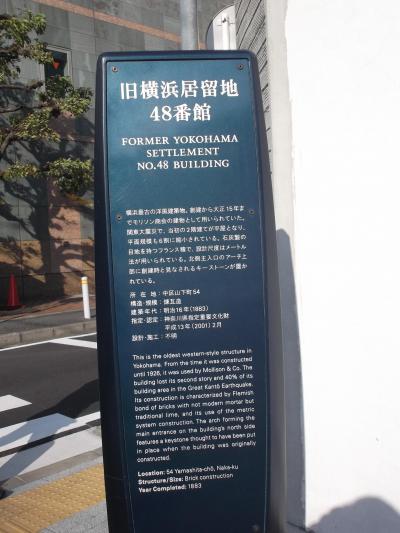 旧横浜居留地
48番館
FORMER YOKOHAMA
SETTLEMENT
NO.48 BUILDING
横浜最古の洋風建築物。創建から大正15年ま
でモリソン商会の建物として用いられていた。
関東大震災で、当初の2階建てが平屋となり、
平面規模も6割に縮小されている。石灰製の
目地を持つフランス積で、設計尺度はメートル
法が用いられている。北側主入口のアーチ上
部に創建時と見なされるキーストーンが置か
れている。
所在地:中区山下町54
構造・規模:煉瓦造
建築年代:明治16年(1883)
指定・認定:神奈川県指定重要文化財
平成13年(2001)2月
設計・施工:不明
This is the oldest western-style structure in
Yokohama. From the time it was constructed
until 1926, it was used by Mollison & Co. The
building lost its second story and 40% of its
building area in the Great Kantō Earthquake.
Its construction is characterized by Flemish
bond of bricks with not modern mortar but
traditional lime, and its use of the metric
system construction. The arch forming the
main entrance on the building's north side
features a keystone thought to have been put
in place when the building was originally
constructed.
Location: 54 Yamashita-chō, Naka-ku
Structure/Size: Brick construction
Year Completed: 1883